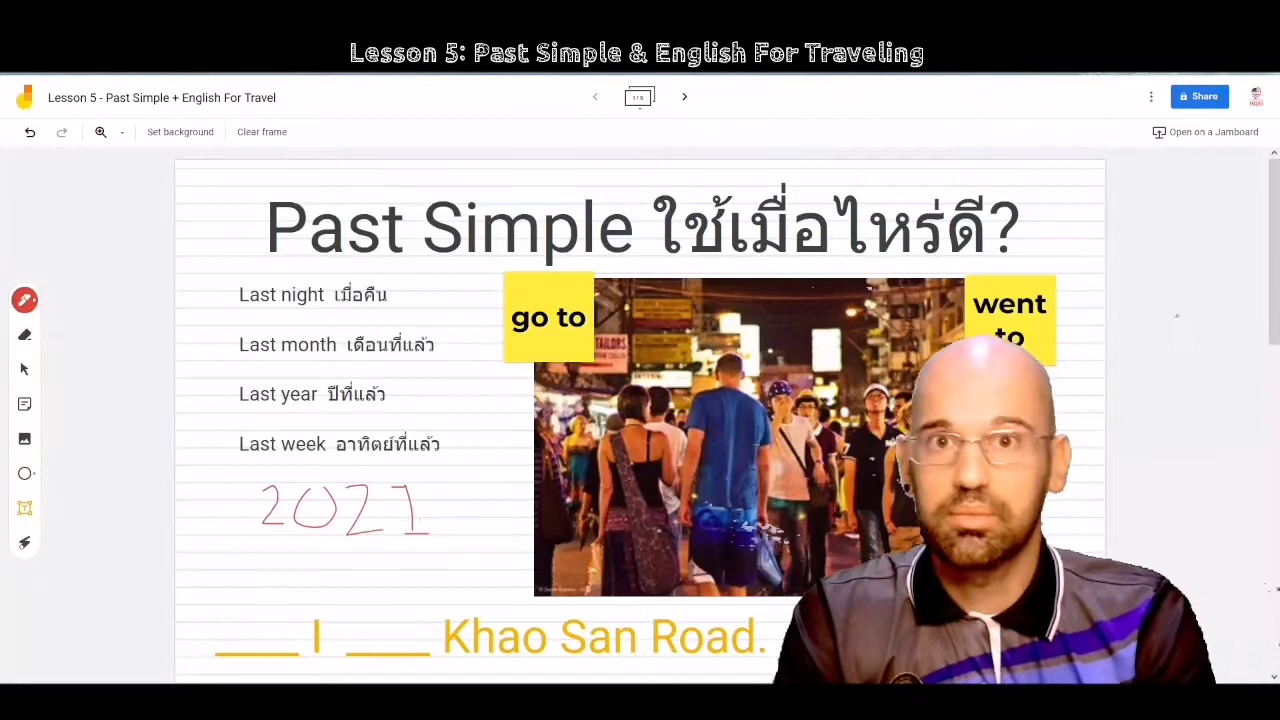 Lesson 5: Past Simple & English For Traveling
Lesson 5 - Past Simple + English For Travel
1 / 5
Share
Set background
Clear frame
Open on a Jamboard
Past Simple ใช้เมื่อไหร่ดี?
Last night เมื่อคืน
Last month เดือนที่แล้ว
Last year ปีที่แล้ว
Last week อาทิตย์ที่แล้ว
2021
go to
went
to
TAILORS
____ I ____ Khao San Road.